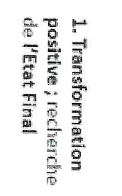 1. Transformation
positive ; recherche
de l'Etat Final